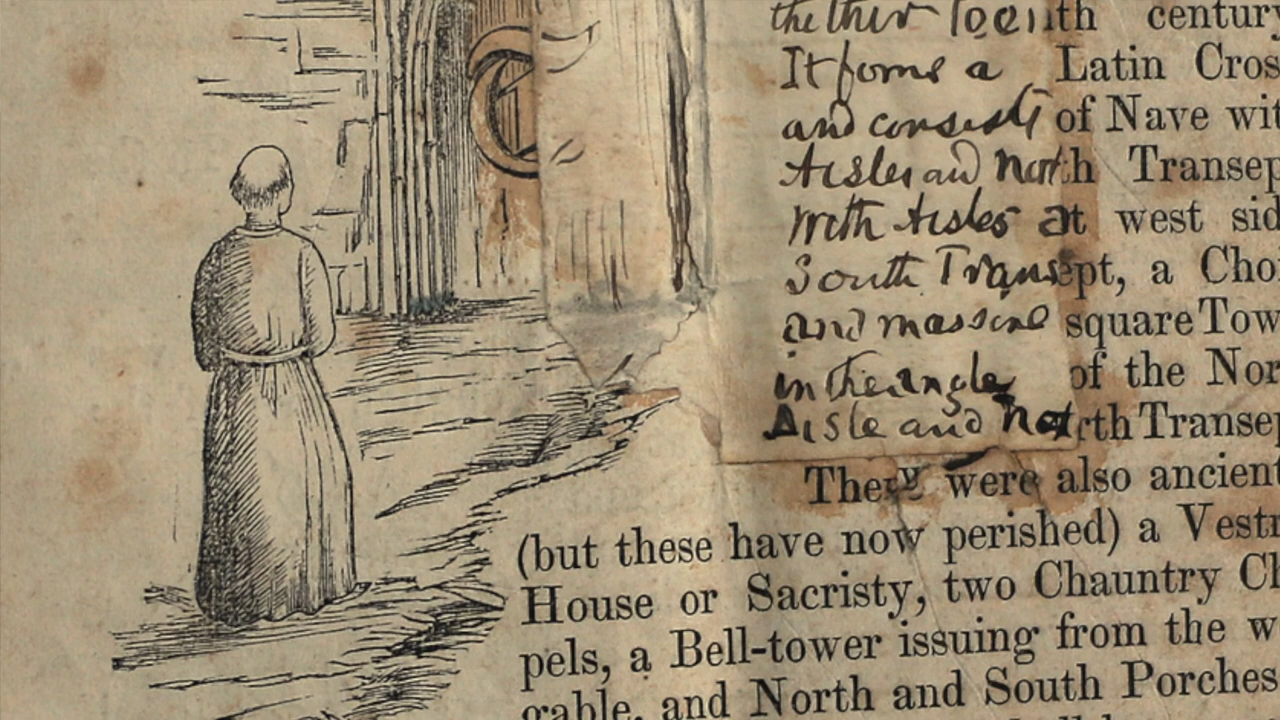 the thirteenth century
It forms a Latin Cros
and consists of Nave wit
Aisles and North Transep
with Aisles at west sid
South Transept, a Cho
and massive square Tow
in the angle of the Nor
Aisle and North Transep
There were also ancient
(but these have now perished) a Vestr
House or Sacristy, two Chauntry Ch
pels, a Bell-tower issuing from the w
gable, and North and South Porches